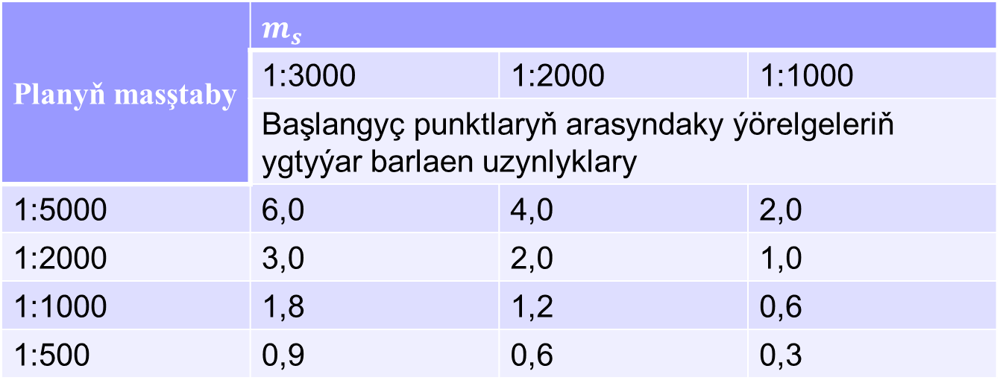 Planyň masştaby
m_s
1:3000 1:2000 1:1000
Başlangyç punktlaryň arasyndaky ýörelgeleriň
ygtyýar barlaen uzynlyklary
1:5000 6,0 4,0 2,0
1:2000 3,0 2,0 1,0
1:1000 1,8 1,2 0,6
1:500 0,9 0,6 0,3